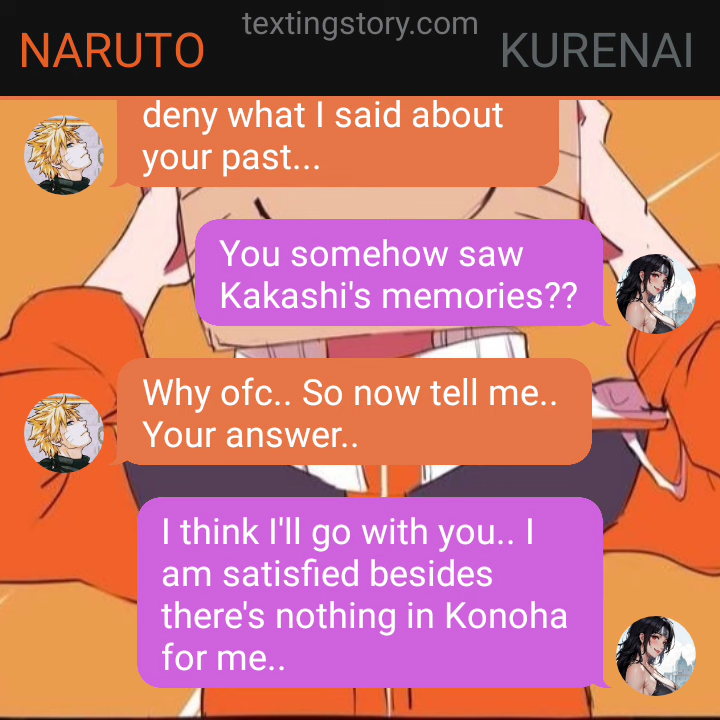 textingstory.com
NARUTO
KURENAI
deny what I said about
your past...
You somehow saw
Kakashi's memories??
Why ofc.. So now tell me..
Your answer..
I think I'll go with you.. I
am satisfied besides
there's nothing in Konoha
for me..